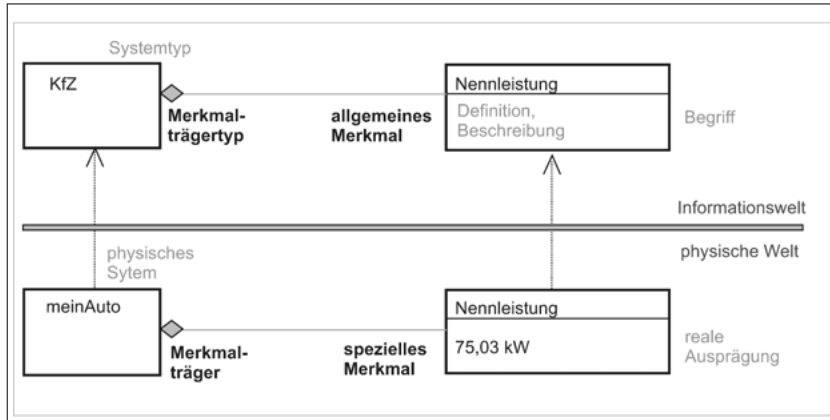 Systemtyp
KfZ
Merkmal-
trägertyp
allgemeines
Merkmal
Nennleistung
Definition,
Beschreibung
Begriff
Informationswelt
physische Welt
physisches
Sytem
meinAuto
Merkmal-
träger
spezielles
Merkmal
Nennleistung
75,03 kW
reale
Ausprägung